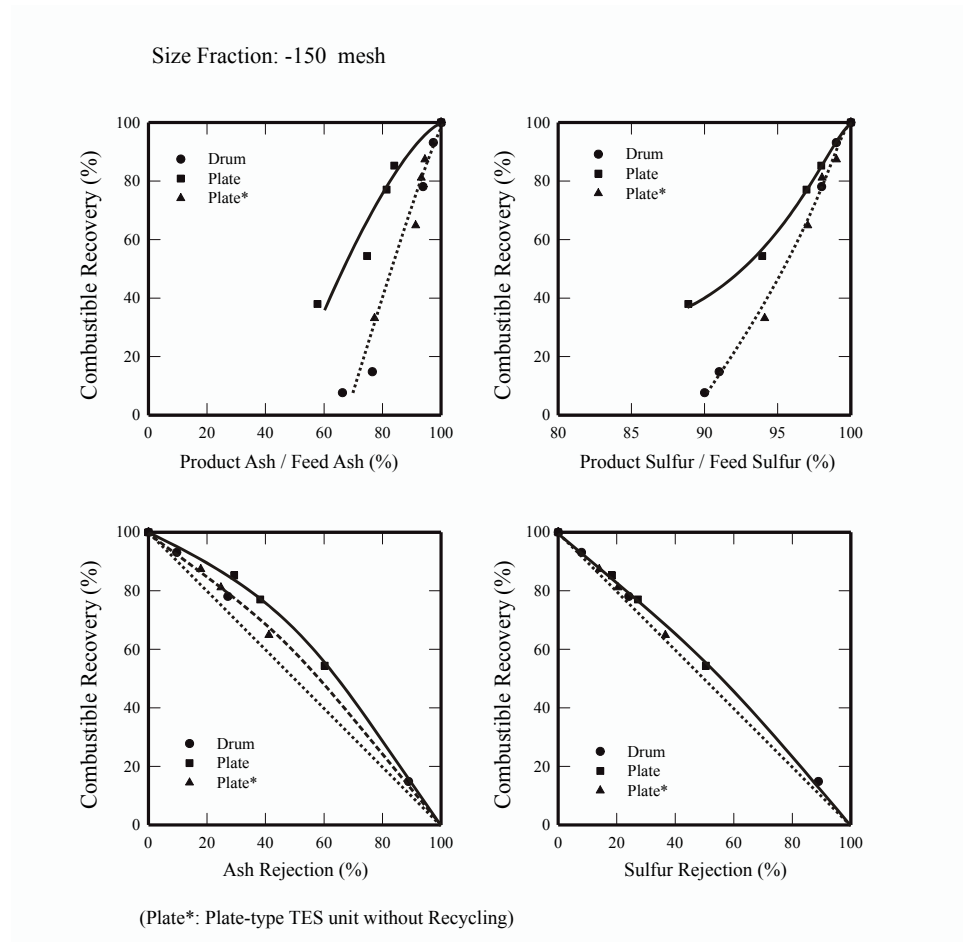 Size Fraction: -150 mesh
Combustible Recovery (%)
100
80
60
40
20
0
Drum
Plate
Plate*
0 20 40 60 80 100
Product Ash / Feed Ash (%)
Combustible Recovery (%)
100
80
60
40
20
0
Drum
Plate
Plate*
80 85 90 95 100
Product Sulfur / Feed Sulfur (%)
Combustible Recovery (%)
100
80
60
40
20
0
Drum
Plate
Plate*
0 20 40 60 80 100
Ash Rejection (%)
Combustible Recovery (%)
100
80
60
40
20
0
Drum
Plate
Plate*
0 20 40 60 80 100
Sulfur Rejection (%)
(Plate*: Plate-type TES unit without Recycling)